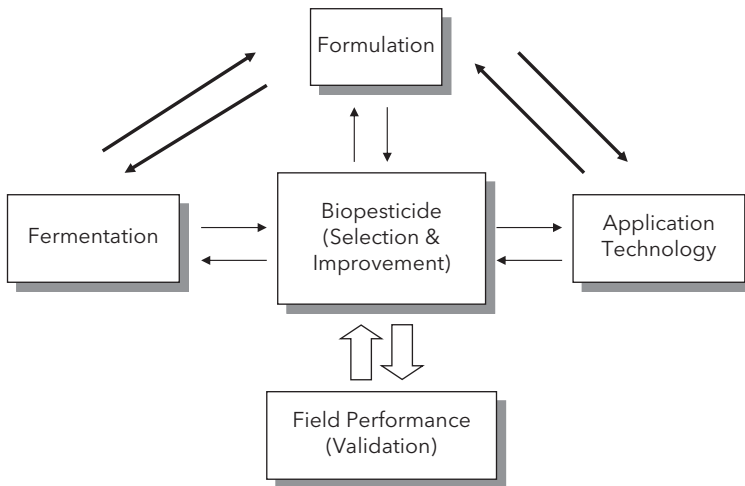 Formulation
Fermentation
Biopesticide
(Selection &
Improvement)
Application
Technology
Field Performance
(Validation)